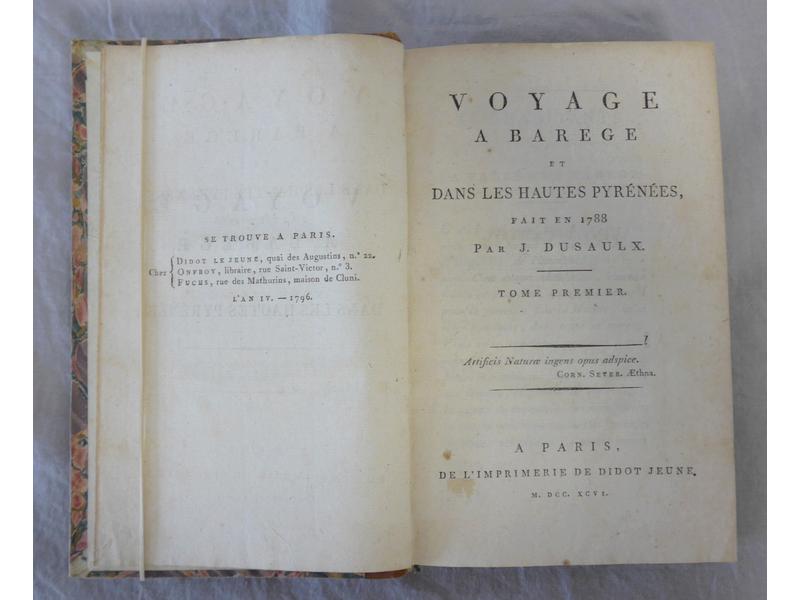 SE TROUVE A PARIS.
Chez
DIDOT LE JEUNE, quai des Augustins, n.° 22.
ONFROY, libraire, rue Saint-Victor, n.° 3.
FUCHS, rue des Mathurins, maison de Cluni.
L'AN IV. — 1796.
VOYAGE
A BAREGE
ET
DANS LES HAUTES PYRÉNÉES,
FAIT EN 1788
PAR J. DUSAULX.
TOME PREMIER.
Artificis Naturæ ingens opus adspice.
CORN. SEVER. Æthna.
A PARIS,
DE L'IMPRIMERIE DE DIDOT JEUNE.
M. DCC. XCVI.